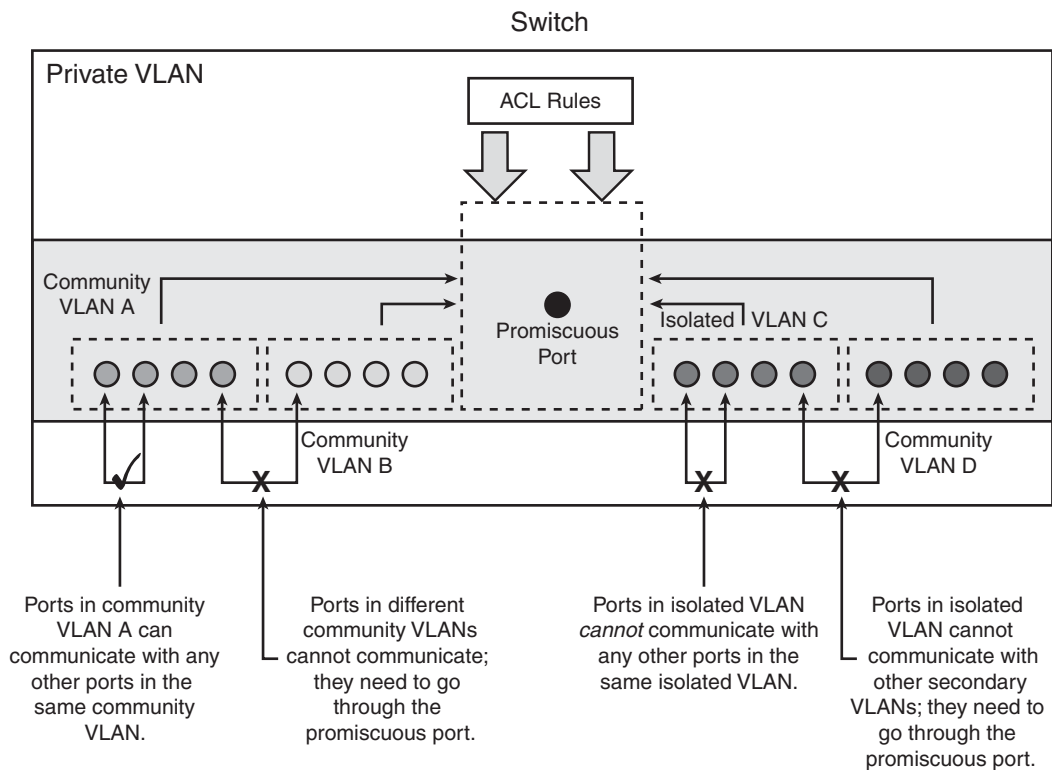 Switch
Private VLAN
ACL Rules
Community
VLAN A
Promiscuous
Port
Isolated VLAN C
Community
VLAN B
Community
VLAN D
X
X
X
Ports in community
VLAN A can
communicate with any
other ports in the
same community
VLAN.
Ports in different
community VLANs
cannot communicate;
they need to go
through the
promiscuous port.
Ports in isolated VLAN
cannot communicate with
any other ports in the
same isolated VLAN.
Ports in isolated
VLAN cannot
communicate with
other secondary
VLANs; they need to
go through the
promiscuous port.